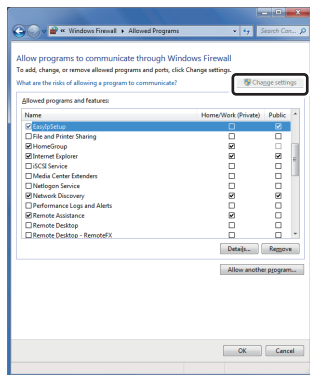 « Windows Firewall ▸ Allowed Programs
Search Con...
Allow programs to communicate through Windows Firewall
To add, change, or remove allowed programs and ports, click Change settings.
What are the risks of allowing a program to communicate?
Change settings
Allowed programs and features:
Name Home/Work (Private) Public
EasyIpSetup
File and Printer Sharing
HomeGroup
Internet Explorer
iSCSI Service
Media Center Extenders
Netlogon Service
Network Discovery
Performance Logs and Alerts
Remote Assistance
Remote Desktop
Remote Desktop - RemoteFX
Details... Remove
Allow another program...
OK Cancel